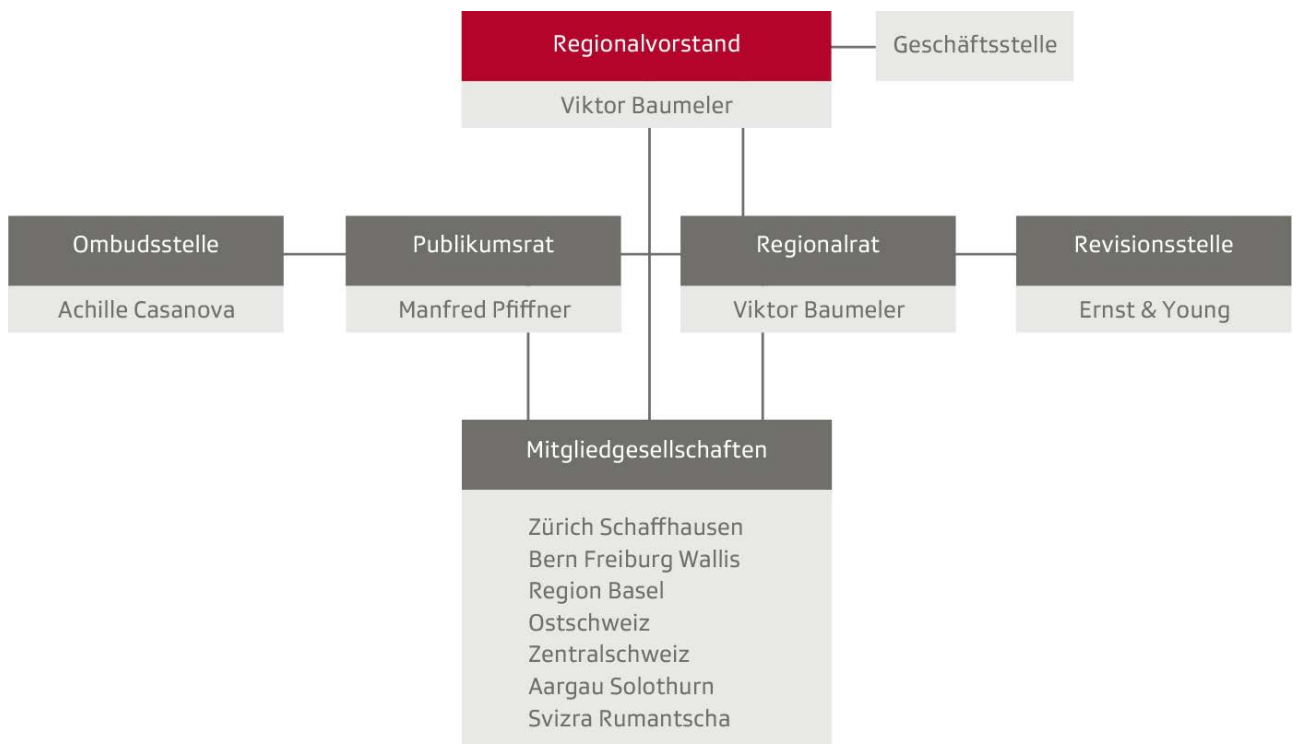 Regionalvorstand
Geschäftsstelle
Viktor Baumeler
Ombudsstelle
Publikumsrat
Regionalrat
Revisionsstelle
Achille Casanova
Manfred Pfiffner
Viktor Baumeler
Ernst & Young
Mitgliedgesellschaften
Zürich Schaffhausen
Bern Freiburg Wallis
Region Basel
Ostschweiz
Zentralschweiz
Aargau Solothurn
Svizra Rumantscha